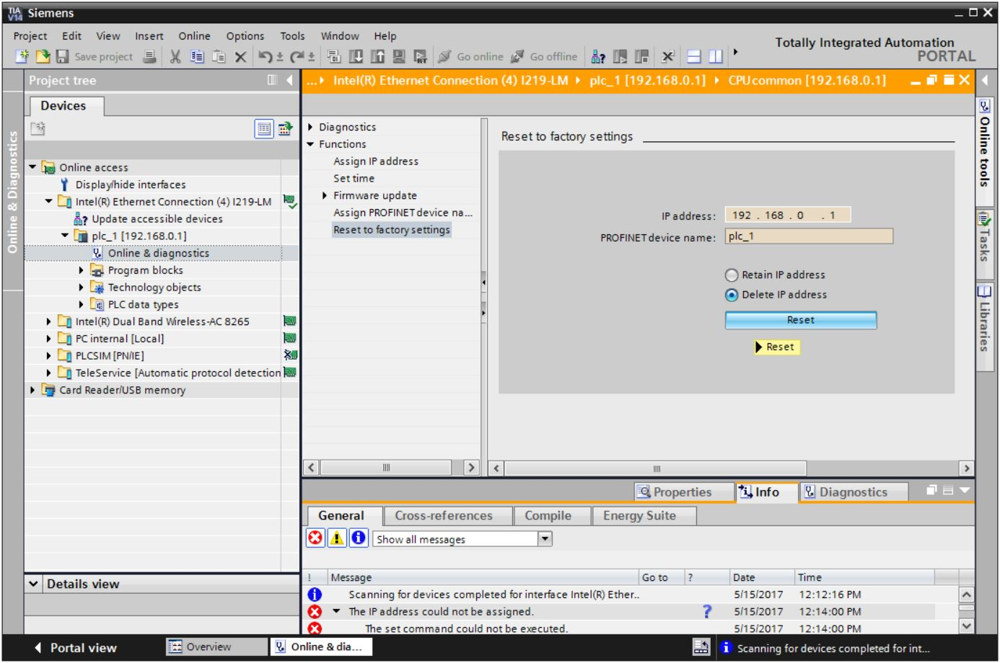 TIA V14 Siemens
Project Edit View Insert Online Options Tools Window Help
Totally Integrated Automation
PORTAL
Save project Go online Go offline
Project tree
...Intel(R) Ethernet Connection (4) I219-LM plc_1 [192.168.0.1] CPUcommon [192.168.0.1]
Devices
Online & Diagnostics
Online access
Display/hide interfaces
Intel(R) Ethernet Connection (4) I219-LM
Update accessible devices
plc_1 [192.168.0.1]
Online & diagnostics
Program blocks
Technology objects
PLC data types
Intel(R) Dual Band Wireless-AC 8265
PC internal [Local]
PLCSIM [PN/IE]
TeleService [Automatic protocol detection
Card Reader/USB memory
Details view
Diagnostics
Functions
Assign IP address
Set time
Firmware update
Assign PROFINET device na...
Reset to factory settings
Reset to factory settings
IP address: 192 . 168 . 0 . 1
PROFINET device name: plc_1
Retain IP address
Delete IP address
Reset
Reset
Online tools
Tasks
Libraries
Properties Info Diagnostics
General Cross-references Compile Energy Suite
Show all messages
! Message Go to ? Date Time
Scanning for devices completed for interface Intel(R) Ether.. 5/15/2017 12:12:16 PM
The IP address could not be assigned. ? 5/15/2017 12:14:00 PM
The set command could not be executed. 5/15/2017 12:14:00 PM
Portal view Overview Online & dia... Scanning for devices completed for int...